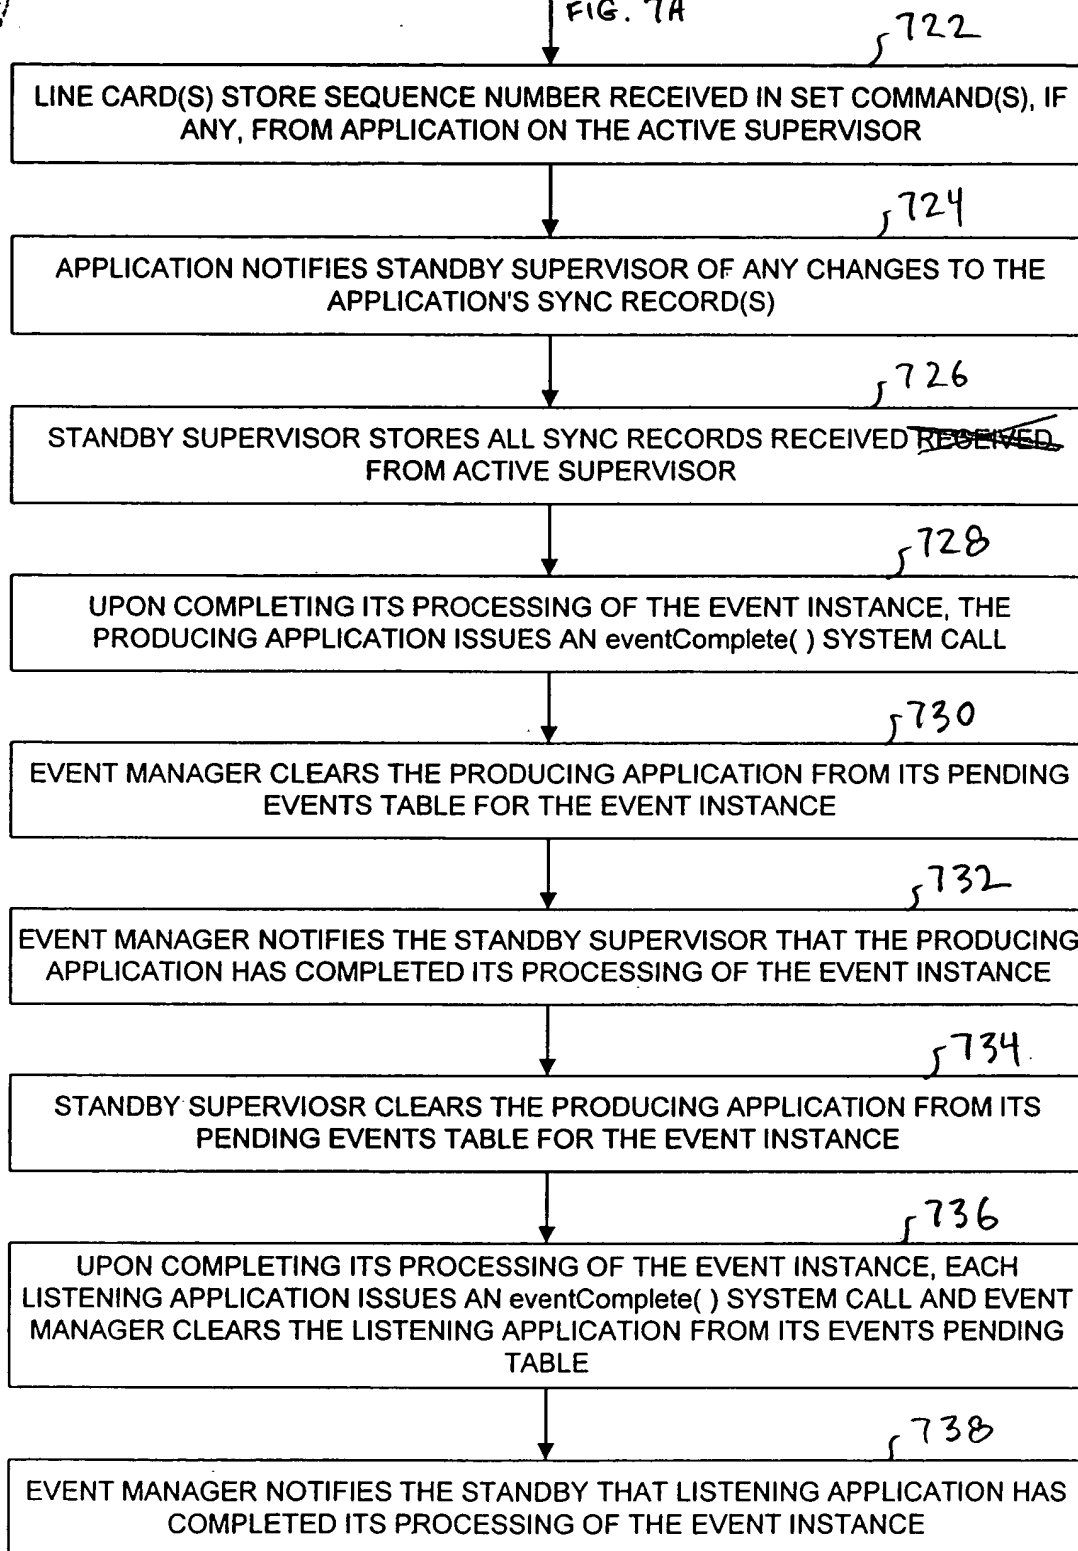 FIG. 7A
722
LINE CARD(S) STORE SEQUENCE NUMBER RECEIVED IN SET COMMAND(S), IF
ANY, FROM APPLICATION ON THE ACTIVE SUPERVISOR
724
APPLICATION NOTIFIES STANDBY SUPERVISOR OF ANY CHANGES TO THE
APPLICATION'S SYNC RECORD(S)
726
STANDBY SUPERVISOR STORES ALL SYNC RECORDS RECEIVED RECEIVED
FROM ACTIVE SUPERVISOR
728
UPON COMPLETING ITS PROCESSING OF THE EVENT INSTANCE, THE
PRODUCING APPLICATION ISSUES AN eventComplete( ) SYSTEM CALL
730
EVENT MANAGER CLEARS THE PRODUCING APPLICATION FROM ITS PENDING
EVENTS TABLE FOR THE EVENT INSTANCE
732
EVENT MANAGER NOTIFIES THE STANDBY SUPERVISOR THAT THE PRODUCING
APPLICATION HAS COMPLETED ITS PROCESSING OF THE EVENT INSTANCE
734
STANDBY SUPERVIOSR CLEARS THE PRODUCING APPLICATION FROM ITS
PENDING EVENTS TABLE FOR THE EVENT INSTANCE
736
UPON COMPLETING ITS PROCESSING OF THE EVENT INSTANCE, EACH
LISTENING APPLICATION ISSUES AN eventComplete( ) SYSTEM CALL AND EVENT
MANAGER CLEARS THE LISTENING APPLICATION FROM ITS EVENTS PENDING
TABLE
738
EVENT MANAGER NOTIFIES THE STANDBY THAT LISTENING APPLICATION HAS
COMPLETED ITS PROCESSING OF THE EVENT INSTANCE